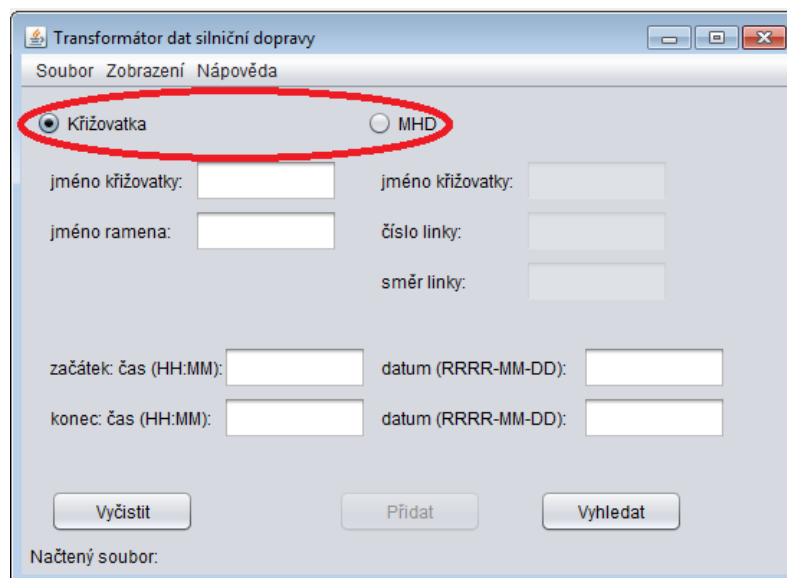 Transformátor dat silniční dopravy
Soubor Zobrazení Nápověda
Křižovatka MHD
jméno křižovatky: jméno křižovatky:
jméno ramena: číslo linky:
směr linky:
začátek: čas (HH:MM): datum (RRRR-MM-DD):
konec: čas (HH:MM): datum (RRRR-MM-DD):
Vyčistit Přidat Vyhledat
Načtený soubor: